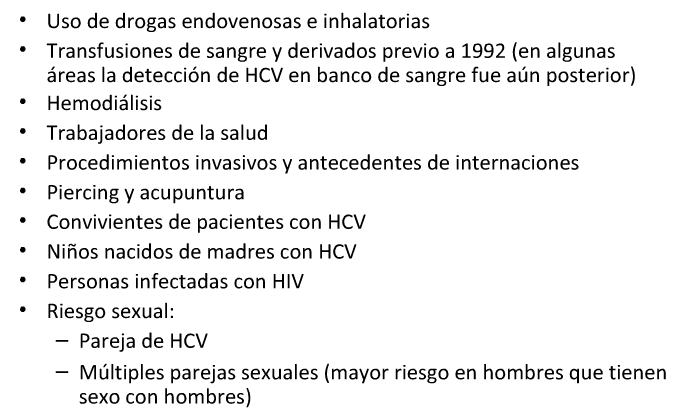 • Uso de drogas endovenosas e inhalatorias
• Transfusiones de sangre y derivados previo a 1992 (en algunas
áreas la detección de HCV en banco de sangre fue aún posterior)
• Hemodiálisis
• Trabajadores de la salud
• Procedimientos invasivos y antecedentes de internaciones
• Piercing y acupuntura
• Convivientes de pacientes con HCV
• Niños nacidos de madres con HCV
• Personas infectadas con HIV
• Riesgo sexual:
– Pareja de HCV
– Múltiples parejas sexuales (mayor riesgo en hombres que tienen
sexo con hombres)